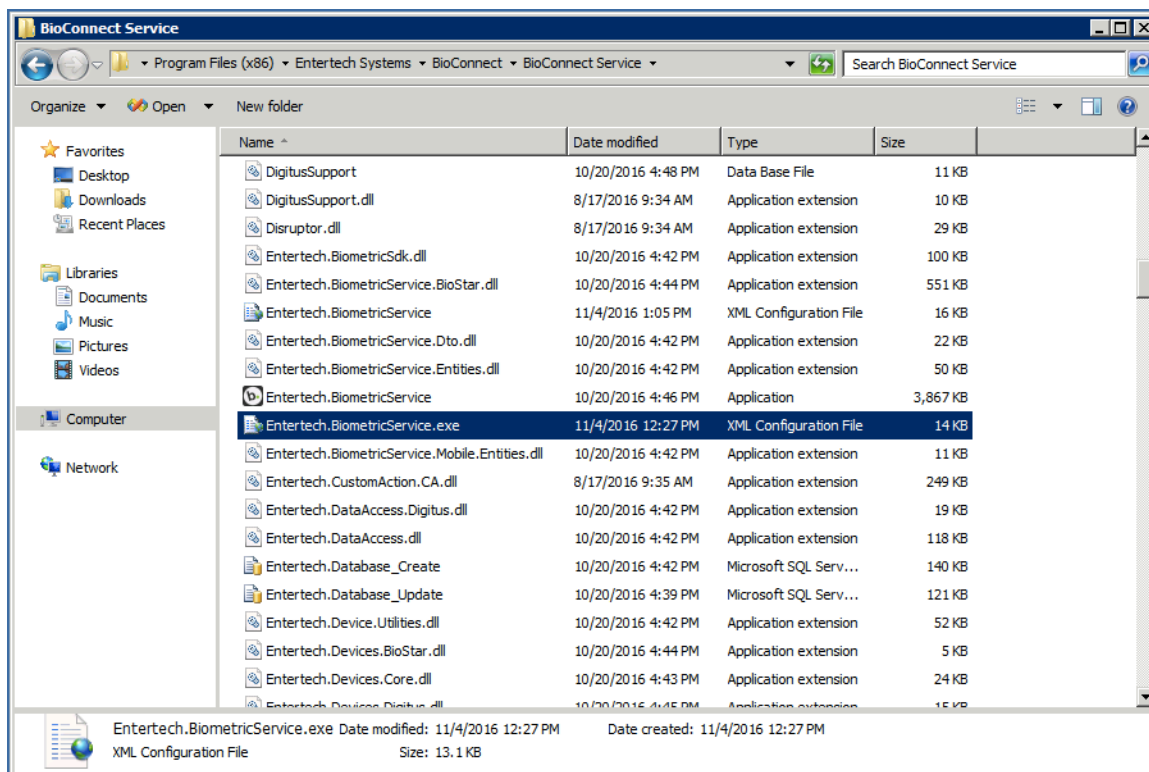 BioConnect Service
Program Files (x86) Entertech Systems BioConnect BioConnect Service Search BioConnect Service
Organize Open New folder
Name Date modified Type Size
Favorites
Desktop
Downloads
Recent Places
Libraries
Documents
Music
Pictures
Videos
Computer
Network
DigitusSupport 10/20/2016 4:48 PM Data Base File 11 KB
DigitusSupport.dll 8/17/2016 9:34 AM Application extension 10 KB
Disruptor.dll 8/17/2016 9:34 AM Application extension 29 KB
Entertech.BiometricSdk.dll 10/20/2016 4:42 PM Application extension 100 KB
Entertech.BiometricService.BioStar.dll 10/20/2016 4:44 PM Application extension 551 KB
Entertech.BiometricService 11/4/2016 1:05 PM XML Configuration File 16 KB
Entertech.BiometricService.Dto.dll 10/20/2016 4:42 PM Application extension 22 KB
Entertech.BiometricService.Entities.dll 10/20/2016 4:42 PM Application extension 50 KB
Entertech.BiometricService 10/20/2016 4:46 PM Application 3,867 KB
Entertech.BiometricService.exe 11/4/2016 12:27 PM XML Configuration File 14 KB
Entertech.BiometricService.Mobile.Entities.dll 10/20/2016 4:42 PM Application extension 11 KB
Entertech.CustomAction.CA.dll 8/17/2016 9:35 AM Application extension 249 KB
Entertech.DataAccess.Digitus.dll 10/20/2016 4:42 PM Application extension 19 KB
Entertech.DataAccess.dll 10/20/2016 4:42 PM Application extension 118 KB
Entertech.Database_Create 10/20/2016 4:42 PM Microsoft SQL Serv... 140 KB
Entertech.Database_Update 10/20/2016 4:39 PM Microsoft SQL Serv... 121 KB
Entertech.Device.Utilities.dll 10/20/2016 4:42 PM Application extension 52 KB
Entertech.Devices.BioStar.dll 10/20/2016 4:44 PM Application extension 5 KB
Entertech.Devices.Core.dll 10/20/2016 4:43 PM Application extension 24 KB
Entertech.Devices.Digitus.dll 10/20/2016 4:45 PM Application extension 15 KB
Entertech.BiometricService.exe Date modified: 11/4/2016 12:27 PM Date created: 11/4/2016 12:27 PM
XML Configuration File Size: 13.1 KB